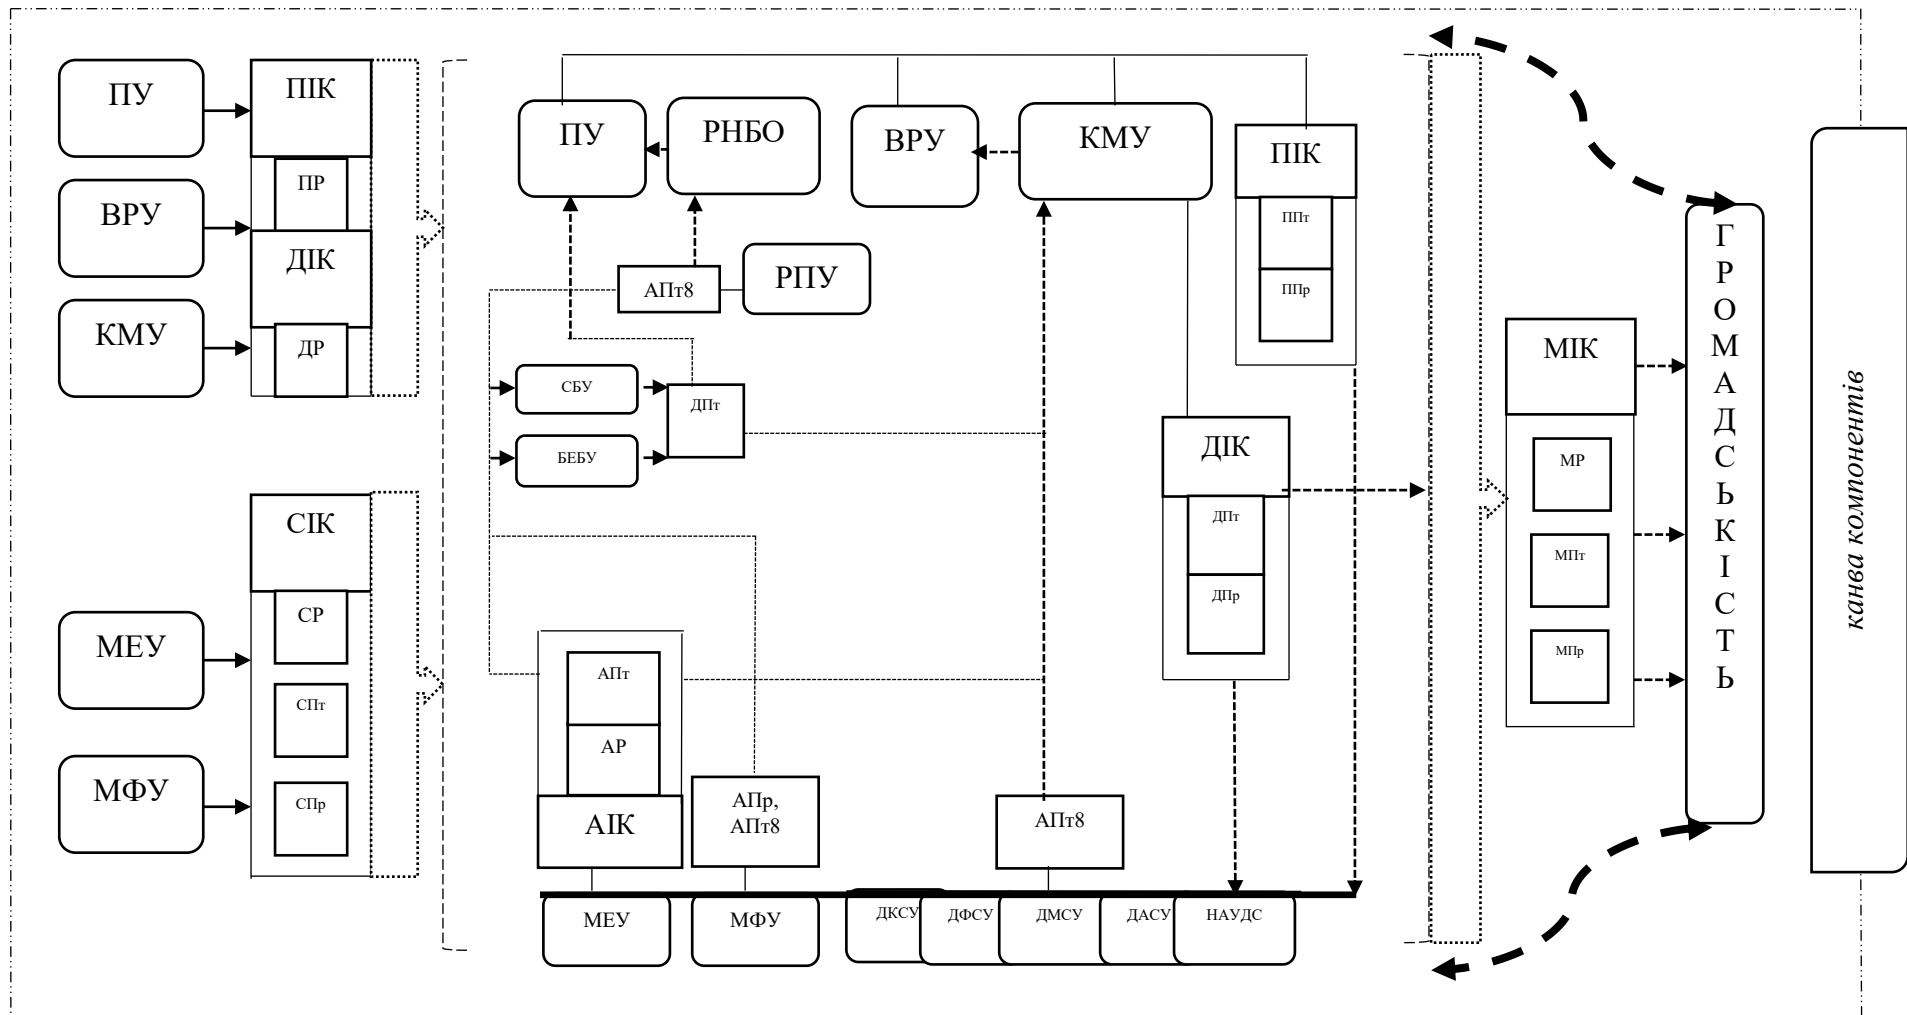 ПУ
ВРУ
КМУ
ПІК
ПР
ДІК
ДР
МЕУ
МФУ
СІК
СР
СПт
СПр
ПУ
РНБО
ВРУ
КМУ
ПІК
ППт
ППр
АПт8
РПУ
СБУ
БЕБУ
ДПт
ДІК
ДПт
ДПр
АПт
АР
АІК
АПр,
АПт8
АПт8
МЕУ
МФУ
ДКСУ
ДФСУ
ДМСУ
ДАСУ
НАУДС
МІК
МР
МПт
МПр
Г
Р
О
М
А
Д
С
Ь
К
І
С
Т
Ь
канва компонентів